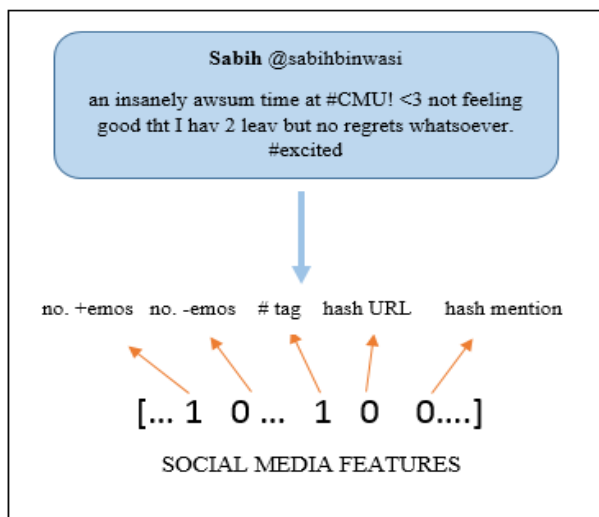 Sabih @sabihbinwasi
an insanely awsum time at #CMU! <3 not feeling
good tht I hav 2 leav but no regrets whatsoever.
#excited
no. +emos no. -emos # tag hash URL hash mention
[... 1 0 ... 1 0 0....]
SOCIAL MEDIA FEATURES